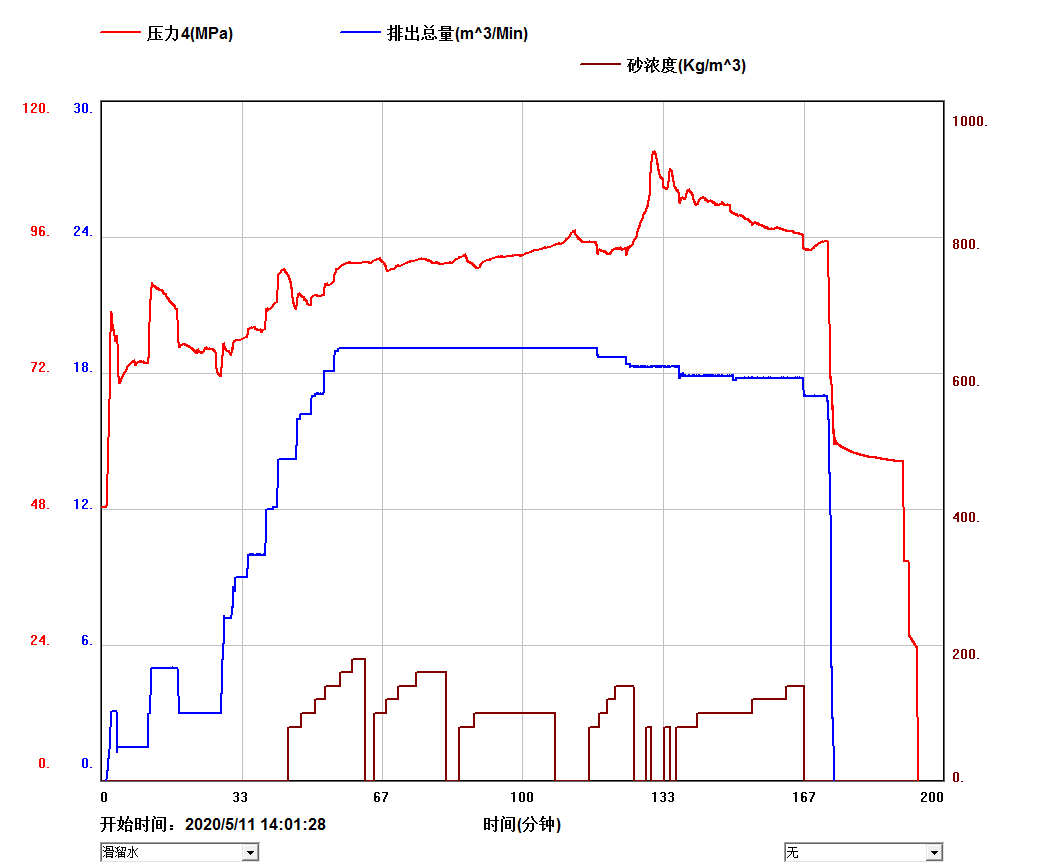 压力4(MPa) 排出总量(m^3/Min)
砂浓度(Kg/m^3)
120. 30. 1000.
96. 24. 800.
72. 18. 600.
48. 12. 400.
24. 6. 200.
0. 0. 0.
0 33 67 100 133 167 200
开始时间：2020/5/11 14:01:28 时间(分钟)
滑溜水 无